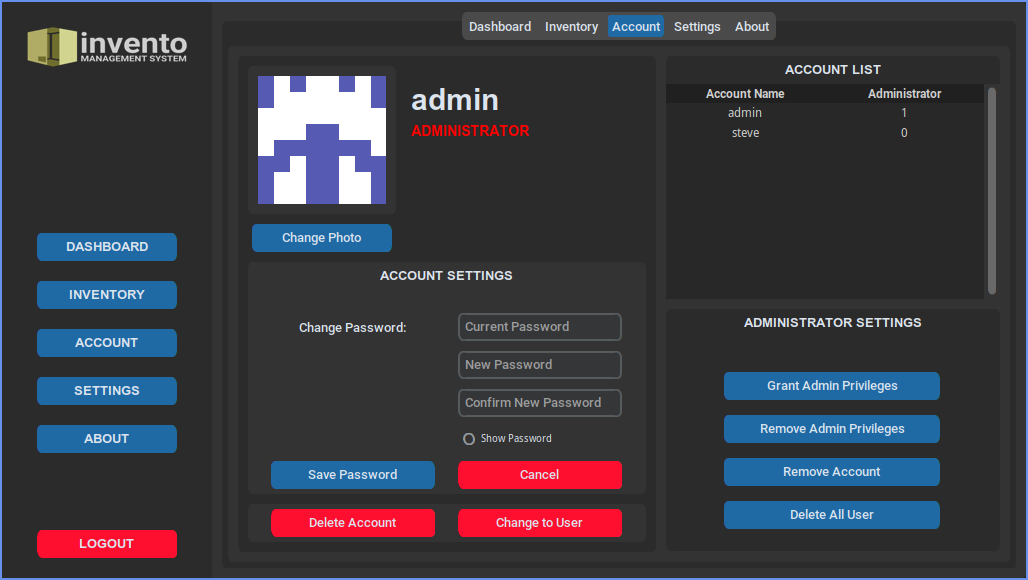 invento
MANAGEMENT SYSTEM
DASHBOARD
INVENTORY
ACCOUNT
SETTINGS
ABOUT
LOGOUT
Dashboard Inventory Account Settings About
admin
ADMINISTRATOR
Change Photo
ACCOUNT SETTINGS
Change Password:
Current Password
New Password
Confirm New Password
Show Password
Save Password Cancel
Delete Account Change to User
ACCOUNT LIST
Account Name Administrator
admin 1
steve 0
ADMINISTRATOR SETTINGS
Grant Admin Privileges
Remove Admin Privileges
Remove Account
Delete All User